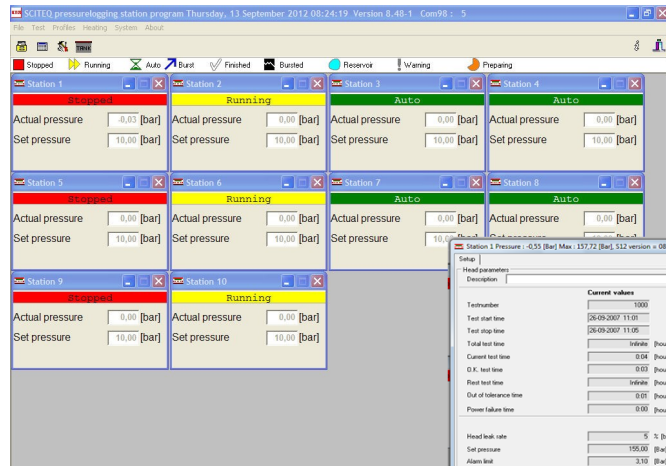 SCITEQ pressurelogging station program Thursday, 13 September 2012 08:24:19 Version 8.48-1 Com98 : 5
File Test Profiles Heating System About
TANK
Stopped Running Auto Burst Finished Bursted Reservoir Warning Preparing
Station 1 Station 2 Station 3 Station 4
Stopped Running Auto Auto
Actual pressure -0,03 [bar] Actual pressure 0,00 [bar] Actual pressure 0,00 [bar] Actual pressure 0,00 [bar]
Set pressure 10,00 [bar] Set pressure 10,00 [bar] Set pressure 10,00 [bar] Set pressure 10,00 [bar]
Station 5 Station 6 Station 7 Station 8
Stopped Running Auto Auto
Actual pressure 0,00 [bar] Actual pressure 0,00 [bar] Actual pressure 0,00 [bar] Actual pressure 0,00 [bar]
Set pressure 10,00 [bar] Set pressure 10,00 [bar] Set pressure Set pressure
Station 9 Station 10
Stopped Running
Actual pressure 0,00 [bar] Actual pressure 0,00 [bar]
Set pressure 10,00 [bar] Set pressure 10,00 [bar]
Station 1 Pressure : -0,55 [Bar] Max : 157,72 [Bar], S12 version = 08
Setup
Head parameters
Description
Current values
Testnumber 1000
Test start time 26-09-2007 11:01
Test stop time 26-09-2007 11:05
Total test time Infinite [hou
Current test time 0:04 [hou
O.K. test time 0:03 [hou
Rest test time Infinite [hou
Out of tolerance time 0:01 [hou
Power failure time 0:00 [hou
Head leak rate 5 % [b
Set pressure 155,00 [Bar
Alarm limit 3,10 [Bar